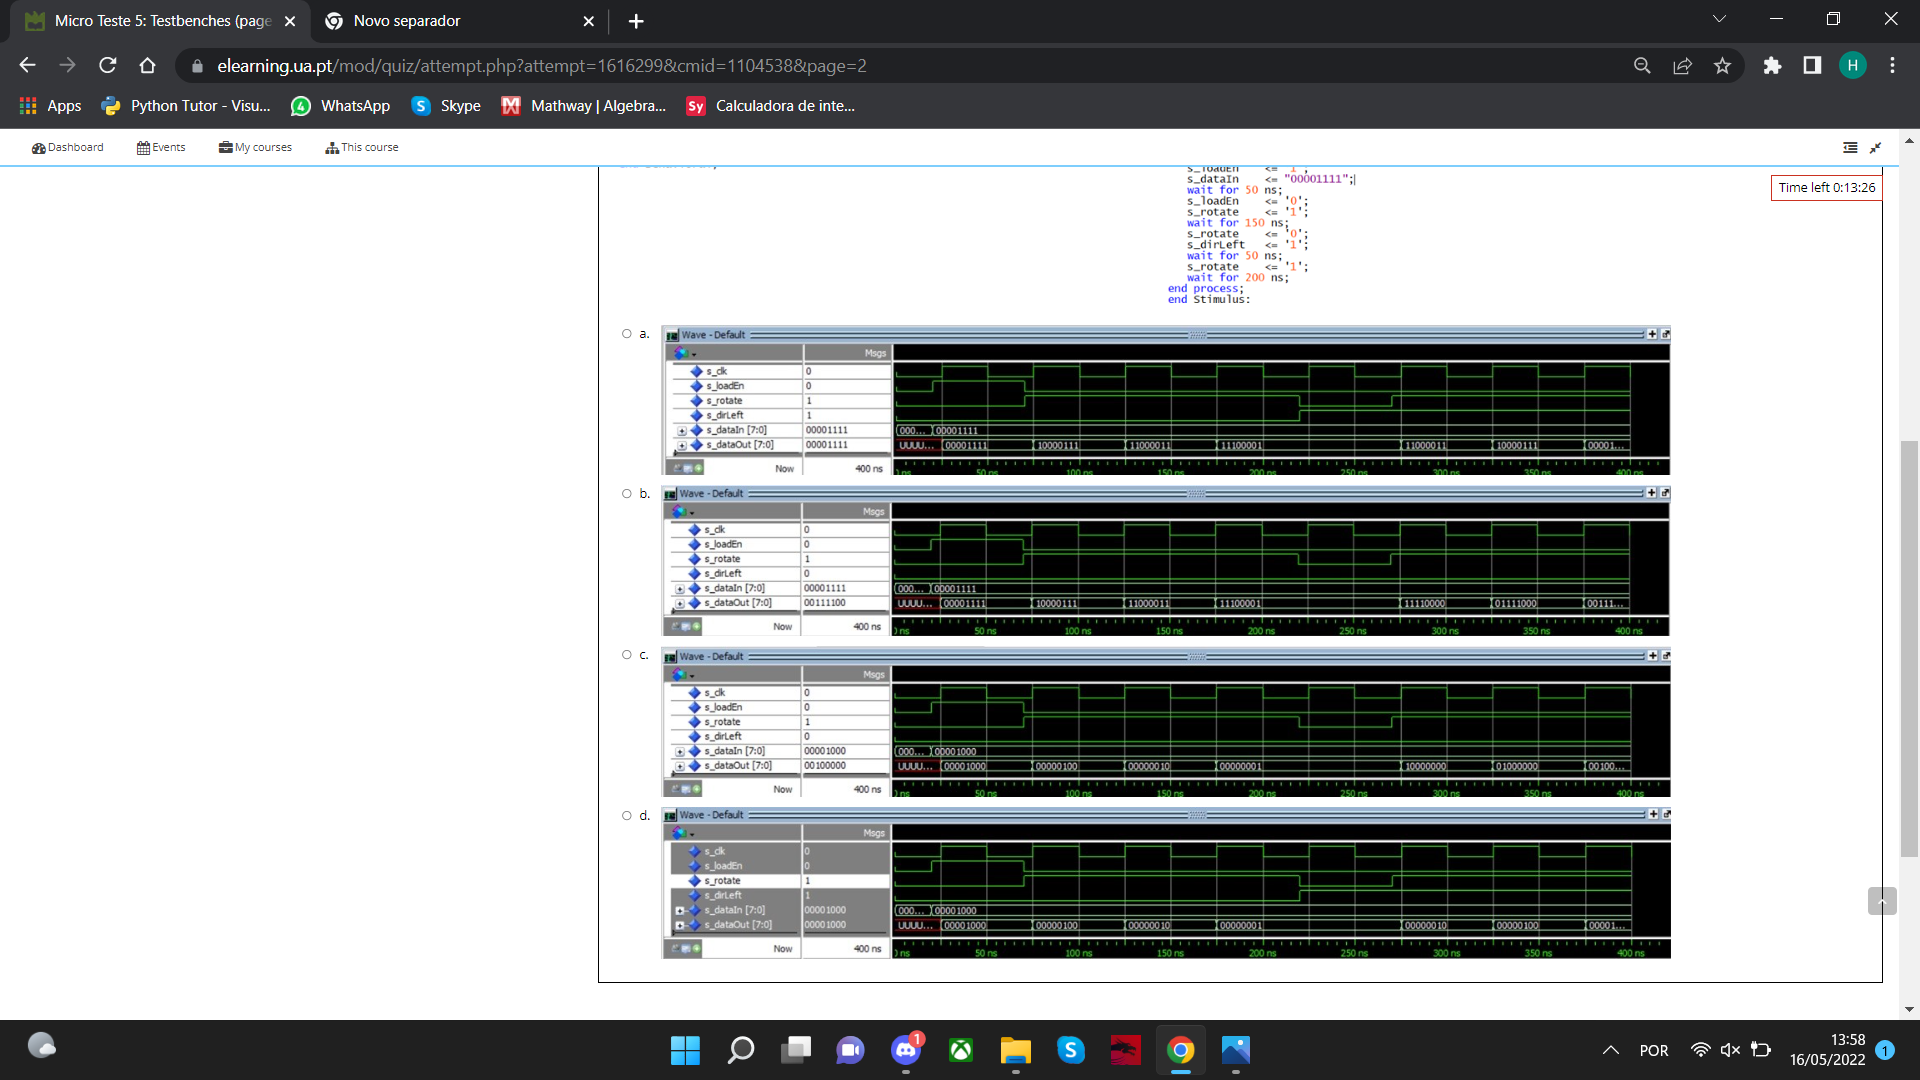 Micro Teste 5: Testbenches (page
Novo separador
elearning.ua.pt/mod/quiz/attempt.php?attempt=1616299&cmid=1104538&page=2
H
Apps
Python Tutor - Visu...
4
WhatsApp
S
Skype
Mathway | Algebra...
Sy
Calculadora de inte...
Dashboard
Events
My courses
This course
Time left 0:13:26
s_loadEn <= '1';
s_dataIn <= "00001111";
wait for 50 ns;
s_loadEn <= '0';
s_rotate <= '1';
wait for 150 ns;
s_rotate <= '0';
s_dirLeft <= '1';
wait for 50 ns;
s_rotate <= '1';
wait for 200 ns;
end process;
end Stimulus:
a.
Wave - Default
Msgs
s_clk 0
s_loadEn 0
s_rotate 1
s_dirLeft 1
s_dataIn [7:0] 00001111 000... 00001111
s_dataOut [7:0] 00001111 UUUU... 00001111 10000111 11000011 11100001 11000011 10000111 00001...
Now 400 ns ns 50 ns 100 ns 150 ns 200 ns 250 ns 300 ns 350 ns 400 ns
b.
Wave - Default
Msgs
s_clk 0
s_loadEn 0
s_rotate 1
s_dirLeft 0
s_dataIn [7:0] 00001111 000... 00001111
s_dataOut [7:0] 00111100 UUUU... 00001111 10000111 11000011 11100001 11110000 01111000 00111...
Now 400 ns ns 50 ns 100 ns 150 ns 200 ns 250 ns 300 ns 350 ns 400 ns
c.
Wave - Default
Msgs
s_clk 0
s_loadEn 0
s_rotate 1
s_dirLeft 0
s_dataIn [7:0] 00001000 000... 00001000
s_dataOut [7:0] 00100000 UUUU... 00001000 00000100 00000010 00000001 10000000 01000000 00100...
Now 400 ns ns 50 ns 100 ns 150 ns 200 ns 250 ns 300 ns 350 ns 400 ns
d.
Wave - Default
Msgs
s_clk 0
s_loadEn 0
s_rotate 1
s_dirLeft 1
s_dataIn [7:0] 00001000 000... 00001000
s_dataOut [7:0] 00001000 UUUU... 00001000 00000100 00000010 00000001 00000010 00000100 00001...
Now 400 ns ns 50 ns 100 ns 150 ns 200 ns 250 ns 300 ns 350 ns 400 ns
1
POR
13:58
16/05/2022
1